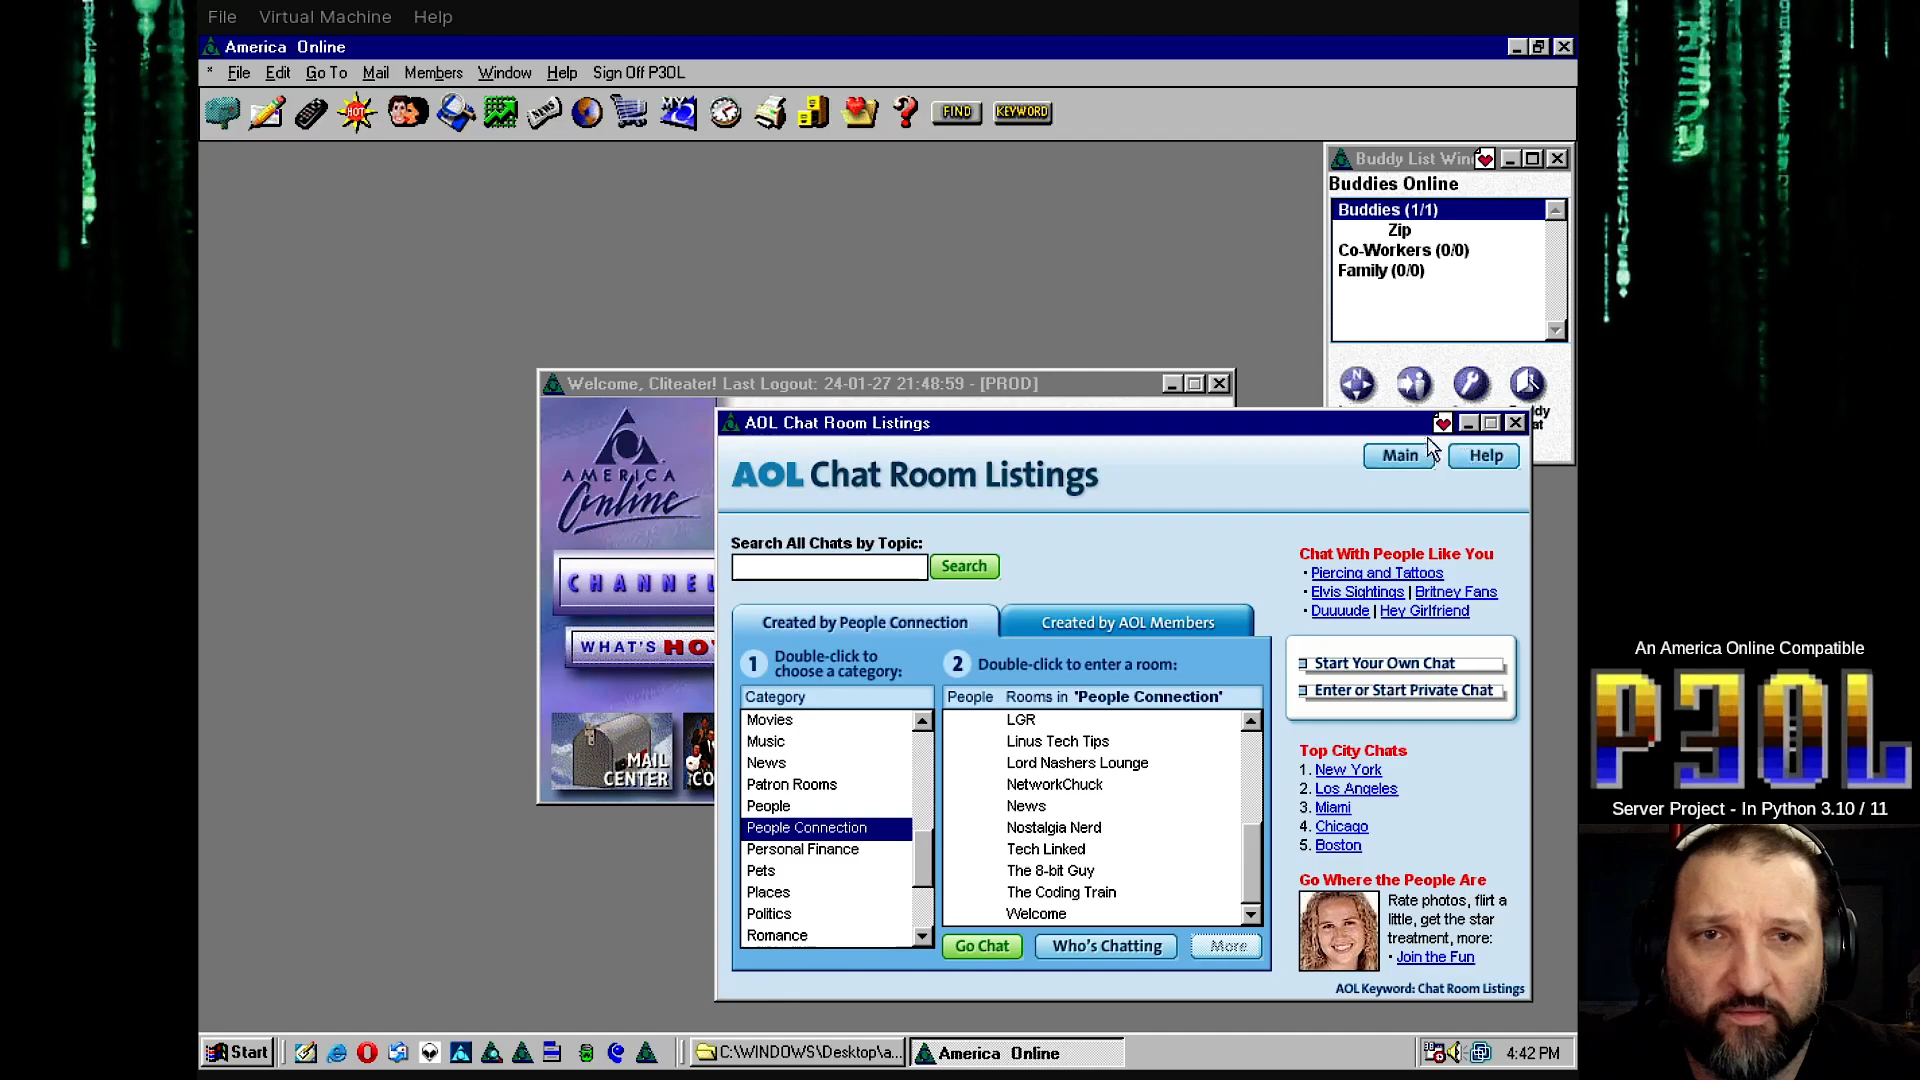 File Virtual Machine Help
America Online
* File Edit Go To Mail Members Window Help Sign Off P3OL
HOT
MY
FIND KEYWORD
Buddy List Win
Buddies Online
Buddies (1/1)
Zip
Co-Workers (0/0)
Family (0/0)
Welcome, Cliteater! Last Logout: 24-01-27 21:48:59 - [PROD]
AMERICA
Online
CHANNEL
WHAT'S HO
MAIL
CENTER
CO
AOL Chat Room Listings
AOL Chat Room Listings
Main Help
Search All Chats by Topic:
Search
Created by People Connection
Created by AOL Members
1 Double-click to
choose a category:
2 Double-click to enter a room:
Category
Movies
Music
News
Patron Rooms
People
People Connection
Personal Finance
Pets
Places
Politics
Romance
People Rooms in 'People Connection'
LGR
Linus Tech Tips
Lord Nashers Lounge
NetworkChuck
News
Nostalgia Nerd
Tech Linked
The 8-bit Guy
The Coding Train
Welcome
Go Chat Who's Chatting More
Chat With People Like You
· Piercing and Tattoos
· Elvis Sightings | Britney Fans
· Duuuude | Hey Girlfriend
Start Your Own Chat
Enter or Start Private Chat
Top City Chats
1. New York
2. Los Angeles
3. Miami
4. Chicago
5. Boston
Go Where the People Are
Rate photos, flirt a
little, get the star
treatment, more:
· Join the Fun
AOL Keyword: Chat Room Listings
An America Online Compatible
P3OL
Server Project - In Python 3.10 / 11
Start
C:\WINDOWS\Desktop\a...
America Online
4:42 PM